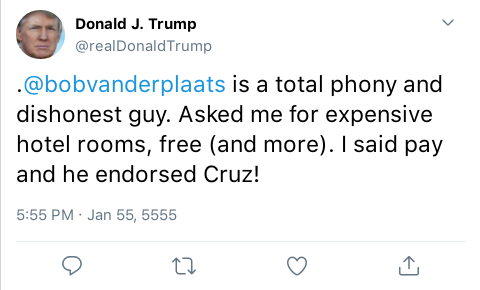 Donald J. Trump
@realDonaldTrump
.@bobvanderplaats is a total phony and
dishonest guy. Asked me for expensive
hotel rooms, free (and more). I said pay
and he endorsed Cruz!
5:55 PM · Jan 55, 5555